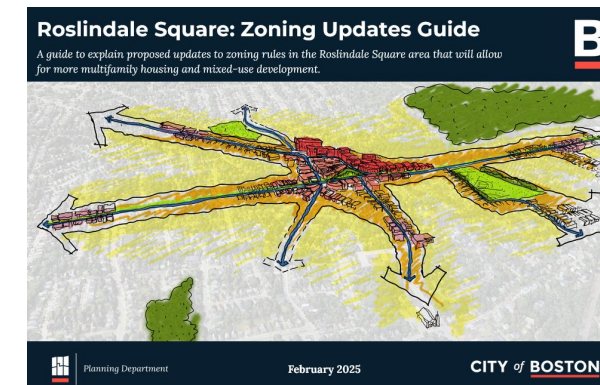 Roslindale Square: Zoning Updates Guide
B
A guide to explain proposed updates to zoning rules in the Roslindale Square area that will allow
for more multifamily housing and mixed-use development.
Planning Department
February 2025
CITY of BOSTON